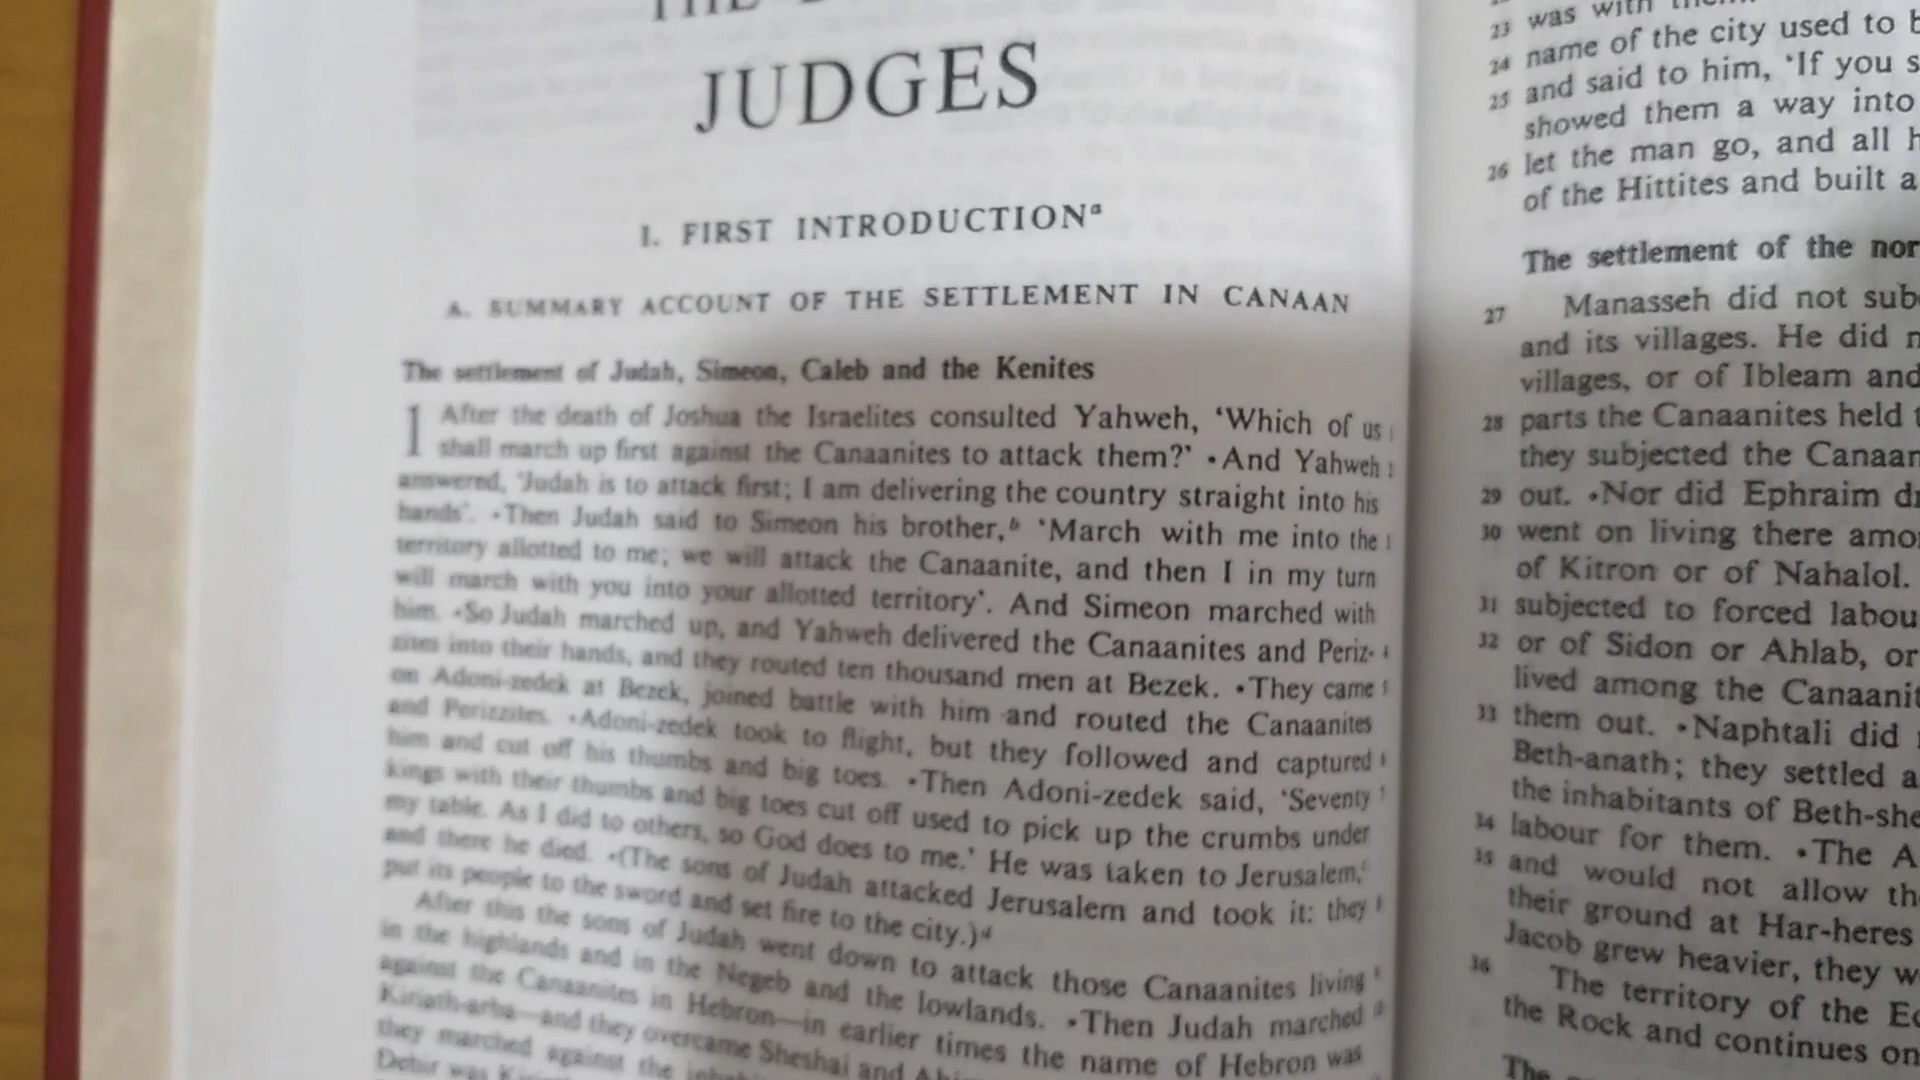 THE
JUDGES
I. FIRST INTRODUCTIONa
A. SUMMARY ACCOUNT OF THE SETTLEMENT IN CANAAN
The settlement of Judah, Simeon, Caleb and the Kenites
1 After the death of Joshua the Israelites consulted Yahweh, ‘Which of us
shall march up first against the Canaanites to attack them?’ •And Yahweh
answered, ‘Judah is to attack first; I am delivering the country straight into his
hands’. •Then Judah said to Simeon his brother,b ‘March with me into the
territory allotted to me; we will attack the Canaanite, and then I in my turn
will march with you into your allotted territory’. And Simeon marched with
him. •So Judah marched up, and Yahweh delivered the Canaanites and Periz-
zites into their hands, and they routed ten thousand men at Bezek. •They came
on Adoni-zedek at Bezek, joined battle with him and routed the Canaanites
and Perizzites. •Adoni-zedek took to flight, but they followed and captured
him and cut off his thumbs and big toes. •Then Adoni-zedek said, ‘Seventy
kings with their thumbs and big toes cut off used to pick up the crumbs under
my table. As I did to others, so God does to me.’ He was taken to Jerusalem,c
and there he died. •(The sons of Judah attacked Jerusalem and took it: they
put its people to the sword and set fire to the city.)d
After this the sons of Judah went down to attack those Canaanites living
in the highlands and in the Negeb and the lowlands. •Then Judah marched
against the Canaanites in Hebron—in earlier times the name of Hebron was
Kiriath-arba—and they overcame Sheshai and
they marched against the
Debir was
23 was with
24 name of the city used to
25 and said to him, ‘If you
showed them a way into
26 let the man go, and all
of the Hittites and built a
The settlement of the
27 Manasseh did not
and its villages. He did
villages, or of Ibleam and
28 parts the Canaanites held
they subjected the
29 out. •Nor did Ephraim
30 went on living there
of Kitron or of Nahalol.
31 subjected to forced
32 or of Sidon or Ahlab, or
lived among the
33 them out. •Naphtali did
Beth-anath; they settled
the inhabitants of
34 labour for them. •The
35 and would not allow
their ground at Har-heres
Jacob grew heavier, they
36 The territory of the
the Rock and continues on
The